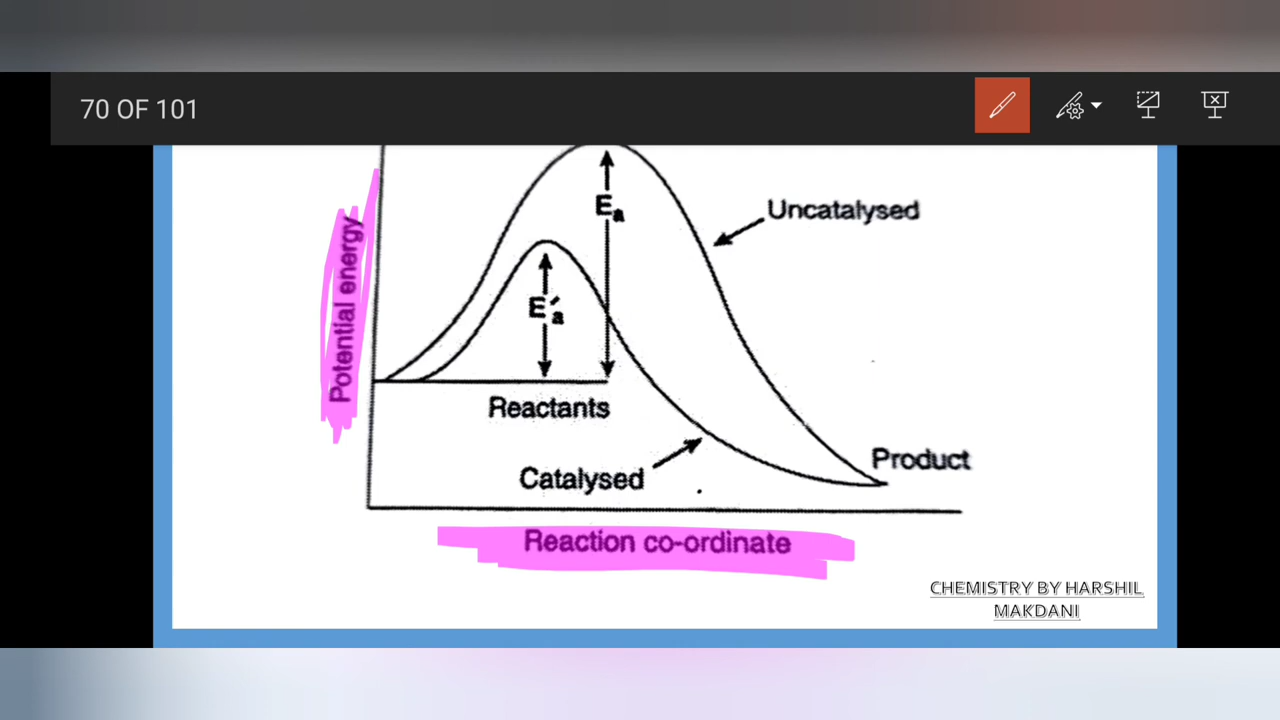 70 OF 101
Ea
Uncatalysed
E′a
Potential energy
Reactants
Product
Catalysed
Reaction co-ordinate
CHEMISTRY BY HARSHIL
MAKDANI